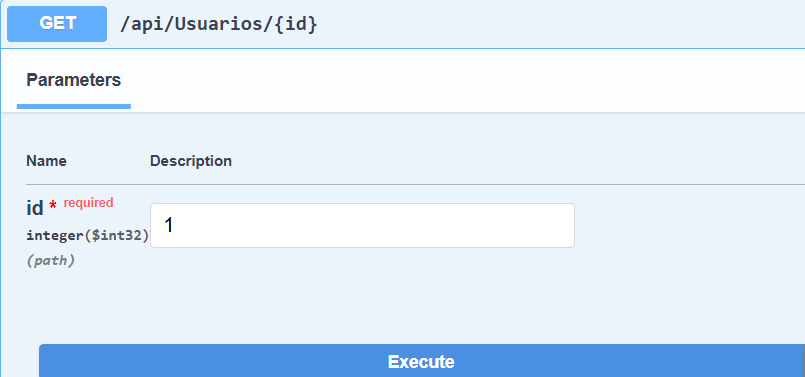 GET /api/Usuarios/{id}
Parameters
Name Description
id * required
integer($int32)
(path)
1
Execute